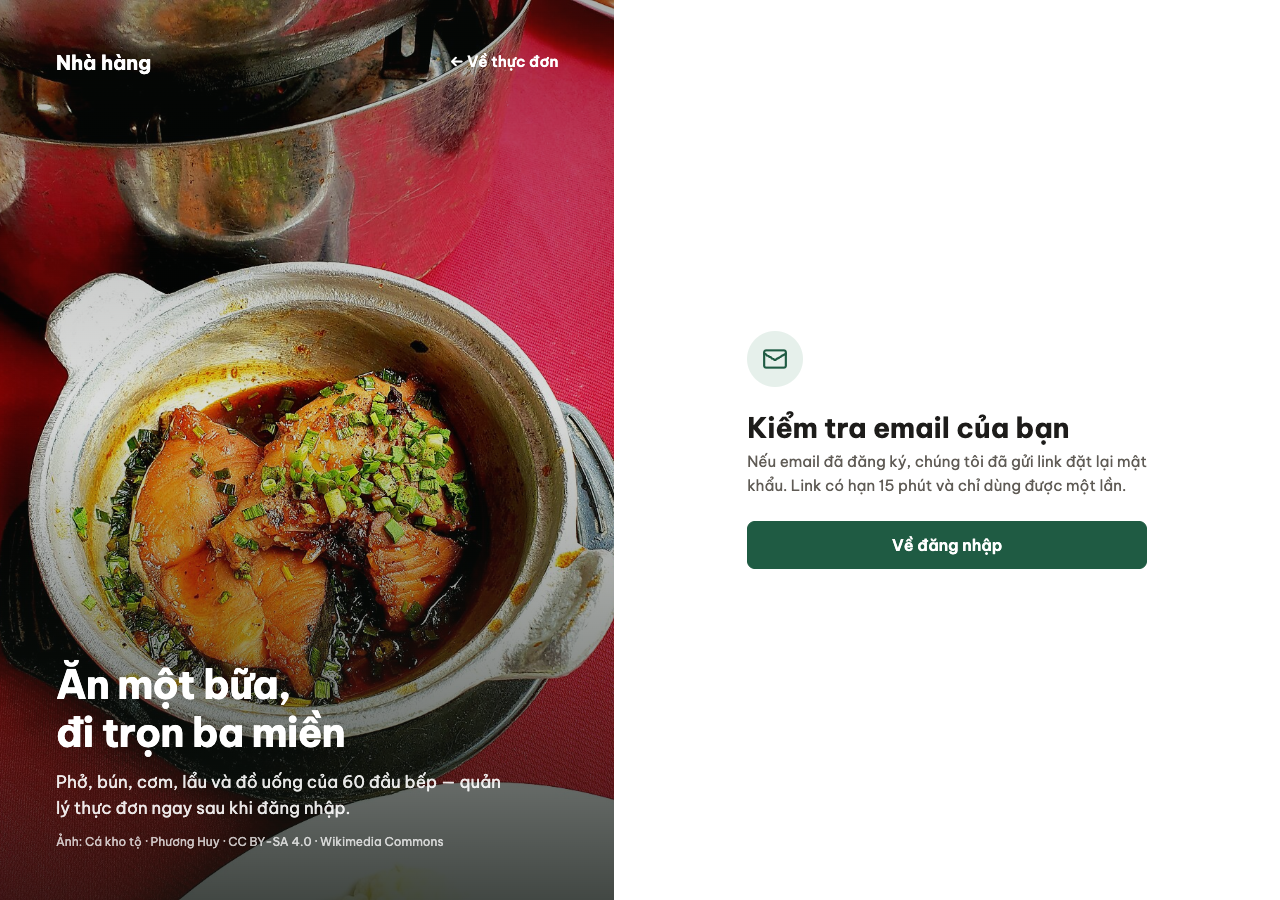 Nhà hàng
← Về thực đơn
Ăn một bữa,
đi trọn ba miền
Phở, bún, cơm, lẩu và đồ uống của 60 đầu bếp — quản
lý thực đơn ngay sau khi đăng nhập.
Ảnh: Cá kho tộ · Phương Huy · CC BY-SA 4.0 · Wikimedia Commons
Kiểm tra email của bạn
Nếu email đã đăng ký, chúng tôi đã gửi link đặt lại mật
khẩu. Link có hạn 15 phút và chỉ dùng được một lần.
Về đăng nhập